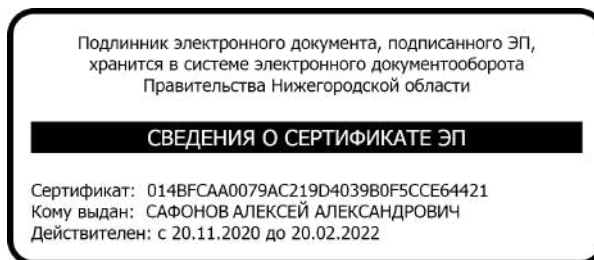 Подлинник электронного документа, подписанного ЭП,
хранится в системе электронного документооборота
Правительства Нижегородской области
СВЕДЕНИЯ О СЕРТИФИКАТЕ ЭП
Сертификат: 014BFCAA0079AC219D4039B0F5CCE64421
Кому выдан: САФОНОВ АЛЕКСЕЙ АЛЕКСАНДРОВИЧ
Действителен: с 20.11.2020 до 20.02.2022